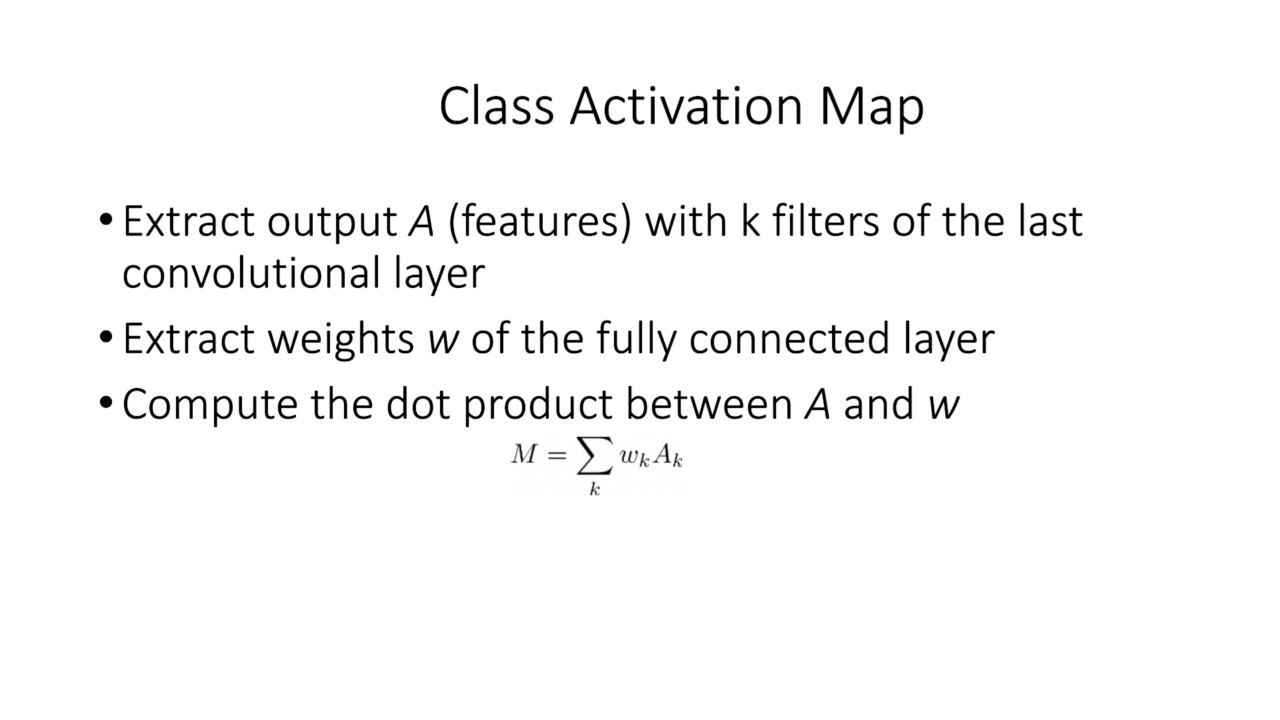 Class Activation Map
• Extract output A (features) with k filters of the last
convolutional layer
• Extract weights w of the fully connected layer
• Compute the dot product between A and w
M = ∑ₖ wₖAₖ